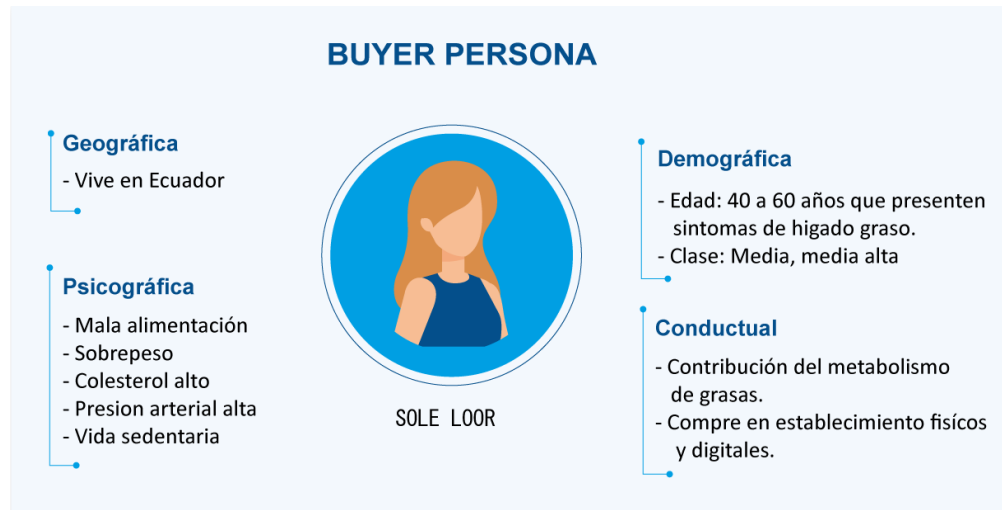 BUYER PERSONA
Geográfica
- Vive en Ecuador
Psicográfica
- Mala alimentación
- Sobrepeso
- Colesterol alto
- Presion arterial alta
- Vida sedentaria
SOLE LOOR
Demográfica
- Edad: 40 a 60 años que presenten
sintomas de higado graso.
- Clase: Media, media alta
Conductual
- Contribución del metabolismo
de grasas.
- Compre en establecimiento fisícos
y digitales.